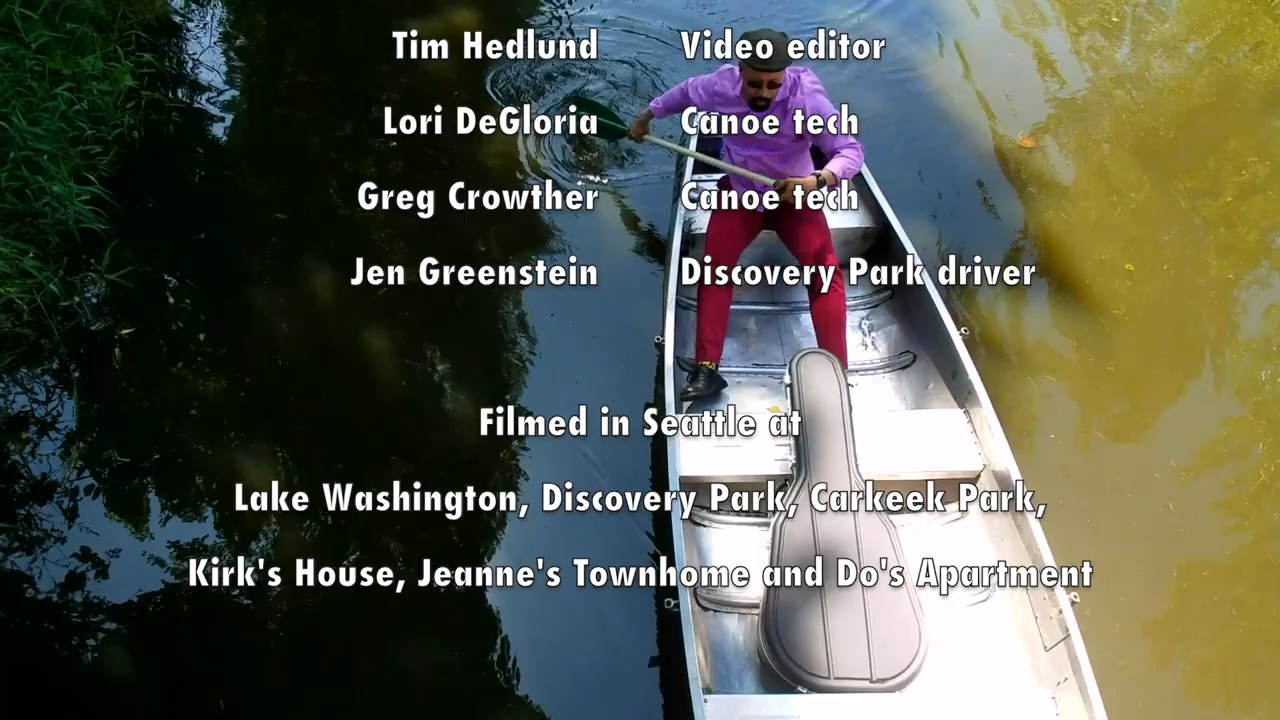 Tim Hedlund Video editor
Lori DeGloria Canoe tech
Greg Crowther Canoe tech
Jen Greenstein Discovery Park driver
Filmed in Seattle at
Lake Washington, Discovery Park, Carkeek Park,
Kirk's House, Jeanne's Townhome and Do's Apartment